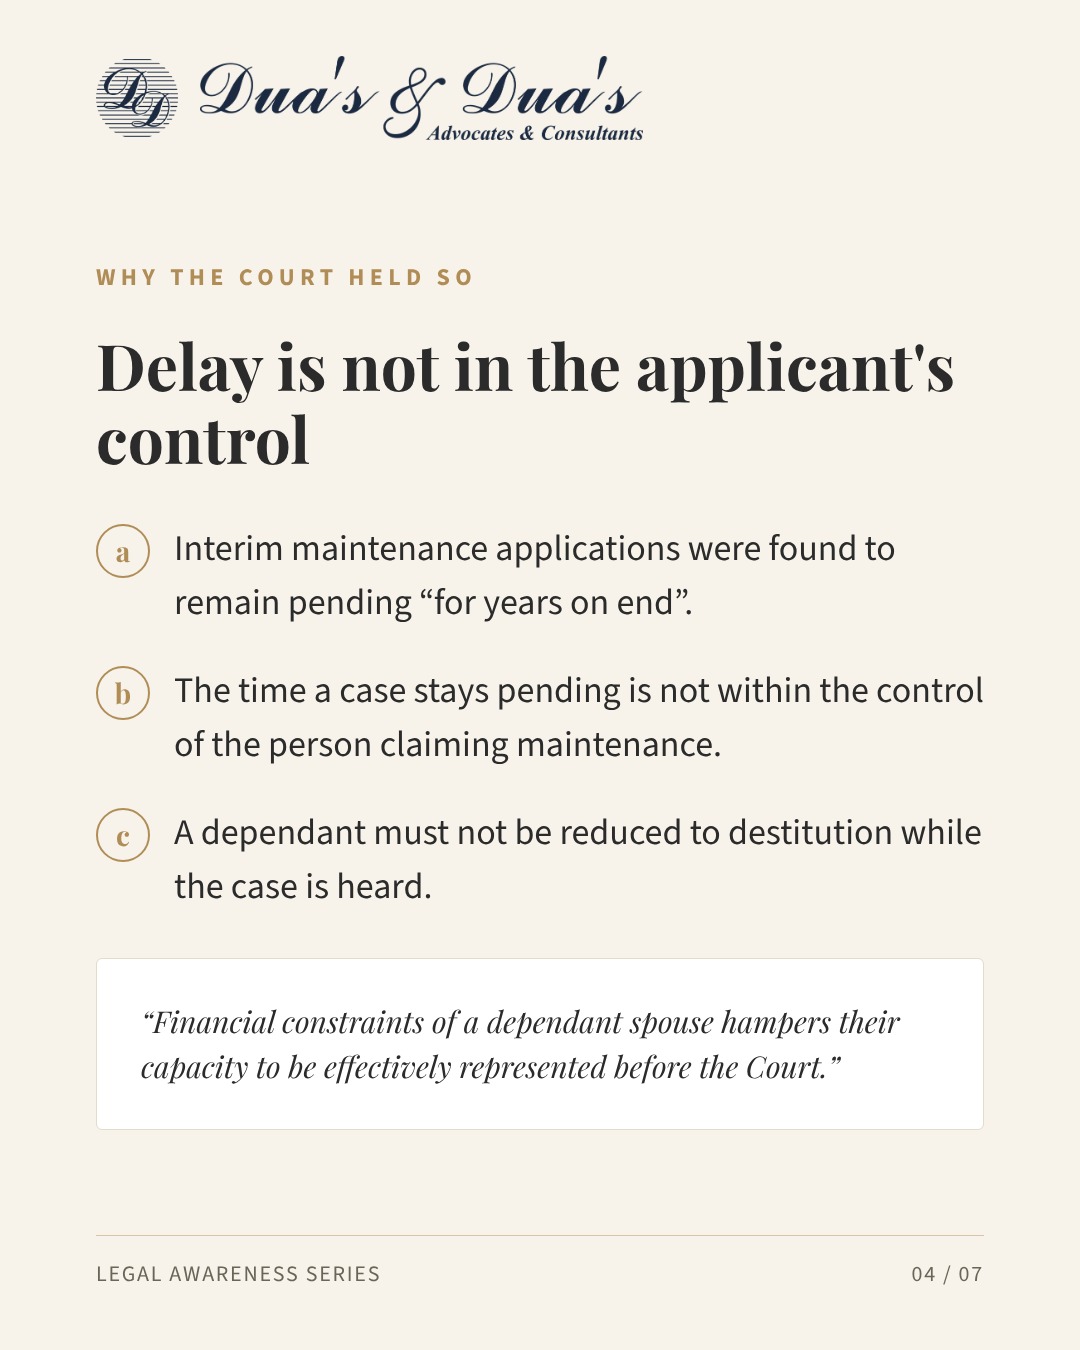 DD Dua's & Dua's
Advocates & Consultants
WHY THE COURT HELD SO
Delay is not in the applicant's
control
a Interim maintenance applications were found to
remain pending “for years on end”.
b The time a case stays pending is not within the control
of the person claiming maintenance.
c A dependant must not be reduced to destitution while
the case is heard.
“Financial constraints of a dependant spouse hampers their
capacity to be effectively represented before the Court.”
LEGAL AWARENESS SERIES 04 / 07